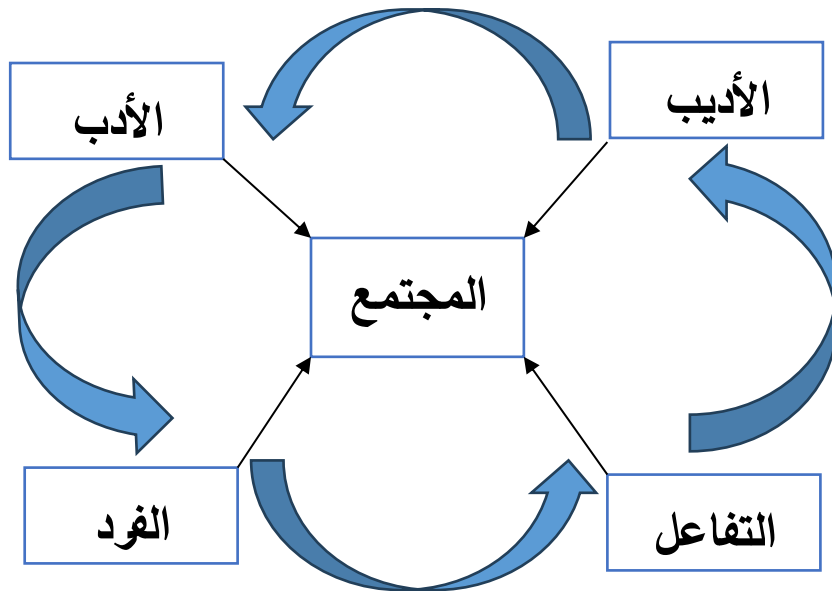 الأديب
الأدب
المجتمع
التفاعل
الفرد